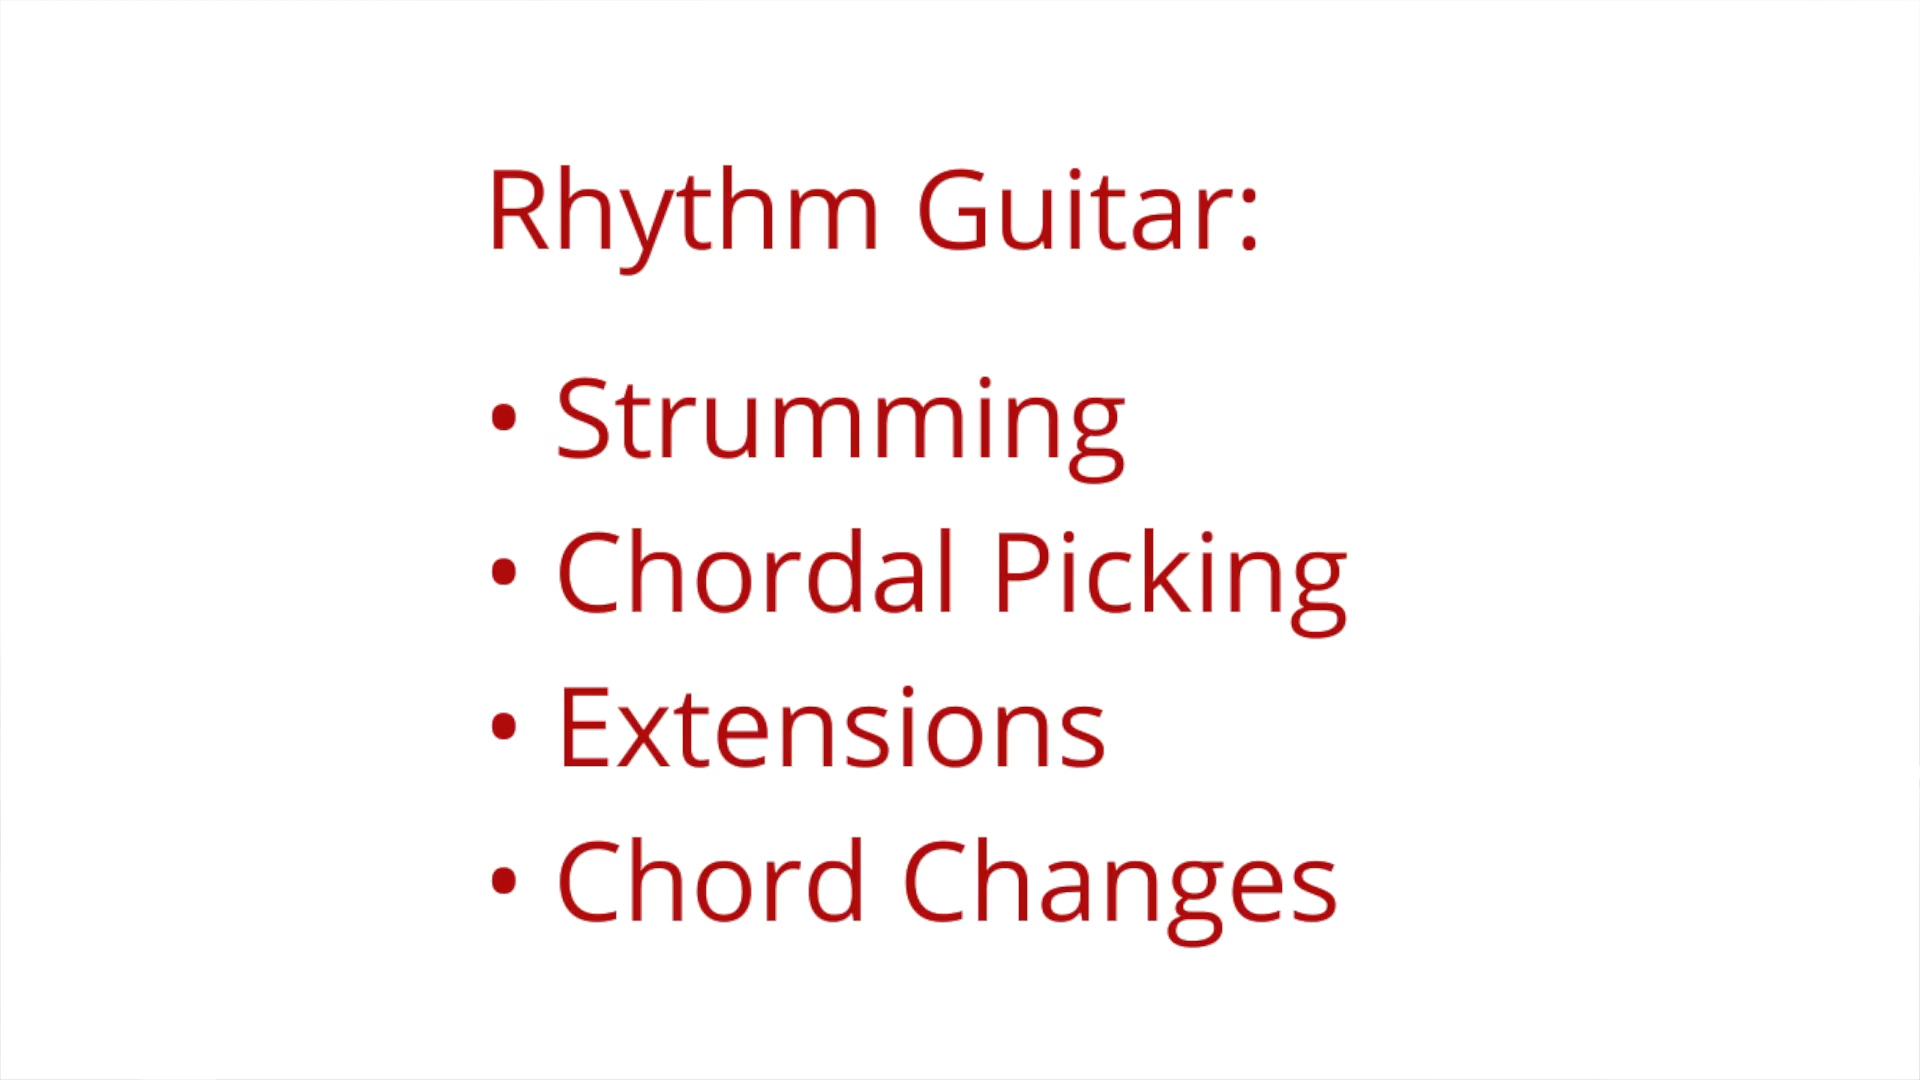 Rhythm Guitar:
• Strumming
• Chordal Picking
• Extensions
• Chord Changes